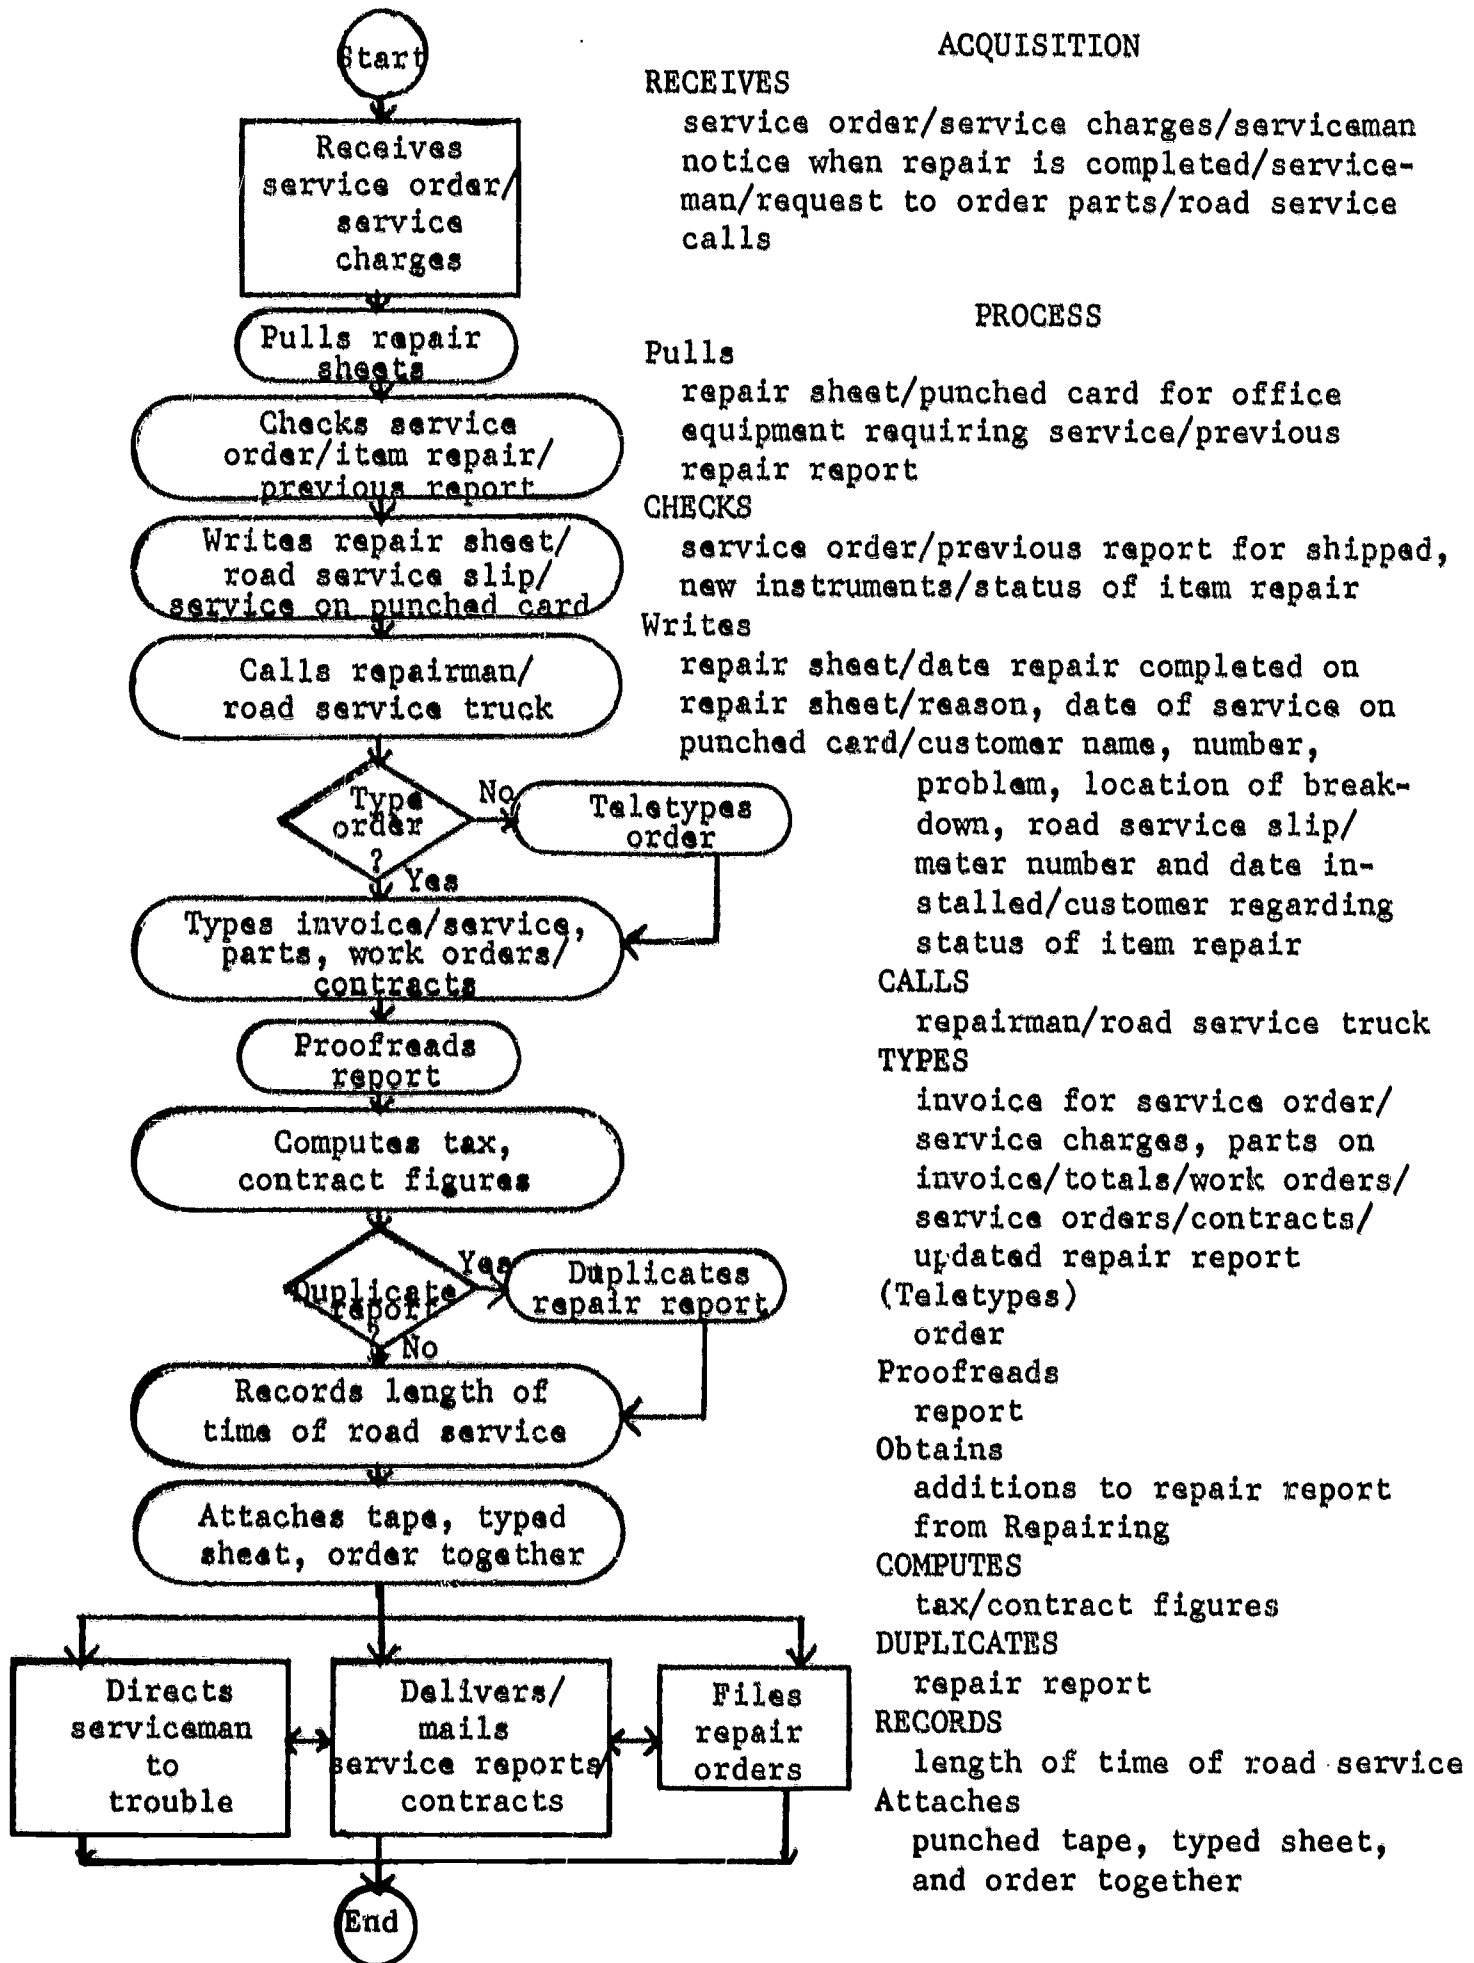 Start
Receives
service order/
service
charges
Pulls repair
sheets
Checks service
order/item repair/
previous report
Writes repair sheet/
road service slip/
service on punched card
Calls repairman/
road service truck
Type
order
?
No
Teletypes
order
Yes
Types invoice/service,
parts, work orders/
contracts
Proofreads
report
Computes tax,
contract figures
Duplicate
report
?
Yes
Duplicates
repair report
No
Records length of
time of road service
Attaches tape, typed
sheet, order together
Directs
serviceman
to
trouble
Delivers/
mails
service reports/
contracts
Files
repair
orders
End
ACQUISITION
RECEIVES
service order/service charges/serviceman
notice when repair is completed/service-
man/request to order parts/road service
calls
PROCESS
Pulls
repair sheet/punched card for office
equipment requiring service/previous
repair report
CHECKS
service order/previous report for shipped,
new instruments/status of item repair
Writes
repair sheet/date repair completed on
repair sheet/reason, date of service on
punched card/customer name, number,
problem, location of break-
down, road service slip/
meter number and date in-
stalled/customer regarding
status of item repair
CALLS
repairman/road service truck
TYPES
invoice for service order/
service charges, parts on
invoice/totals/work orders/
service orders/contracts/
updated repair report
(Teletypes)
order
Proofreads
report
Obtains
additions to repair report
from Repairing
COMPUTES
tax/contract figures
DUPLICATES
repair report
RECORDS
length of time of road service
Attaches
punched tape, typed sheet,
and order together